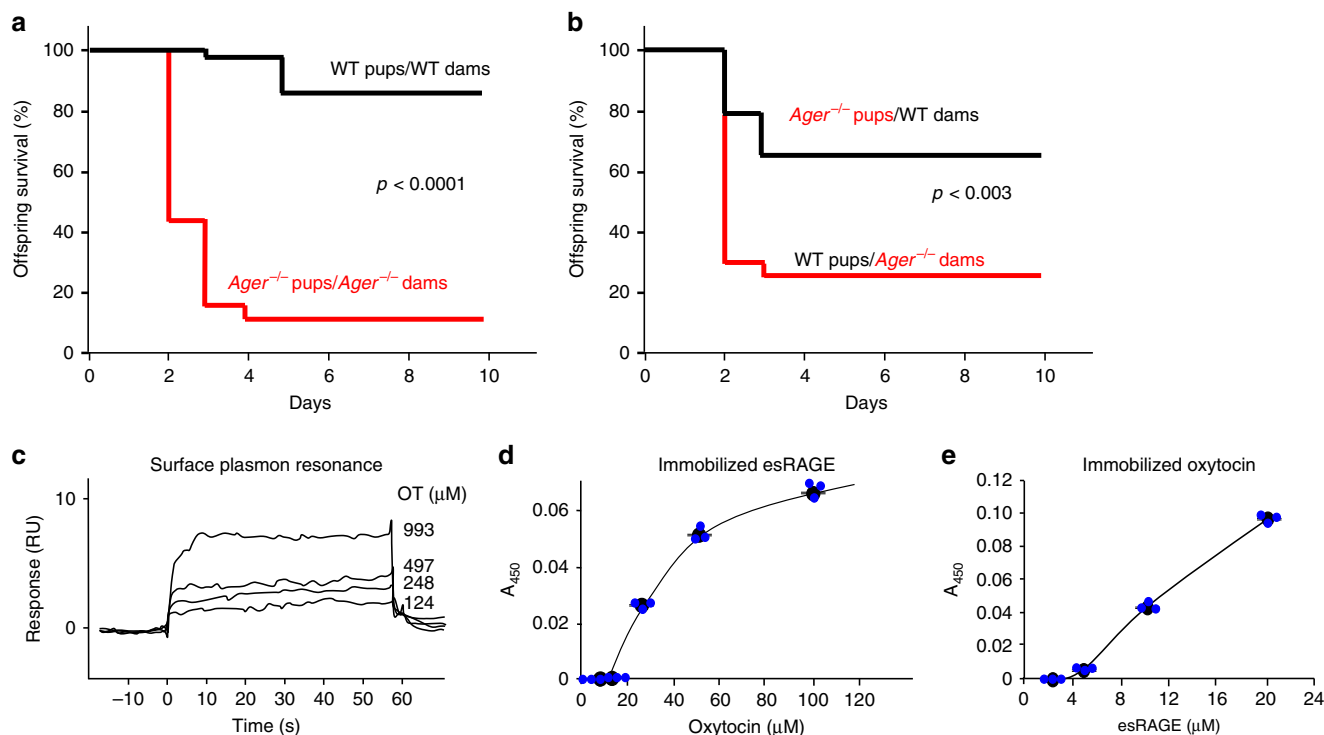 a
100
80
60
40
20
0
Offspring survival (%)
WT pups/WT dams
p < 0.0001
Ager–/– pups/Ager–/– dams
0 2 4 6 8 10
Days
b
100
80
60
40
20
0
Offspring survival (%)
Ager–/– pups/WT dams
p < 0.003
WT pups/Ager–/– dams
0 2 4 6 8 10
Days
c
Surface plasmon resonance
OT (μM)
10
0
Response (RU)
993
497
248
124
–10 0 10 20 30 40 50 60
Time (s)
d
Immobilized esRAGE
0.06
0.04
0.02
0
A450
0 20 40 60 80 100 120
Oxytocin (μM)
e
Immobilized oxytocin
0.12
0.10
0.08
0.06
0.04
0.02
0
A450
0 4 8 12 16 20 24
esRAGE (μM)